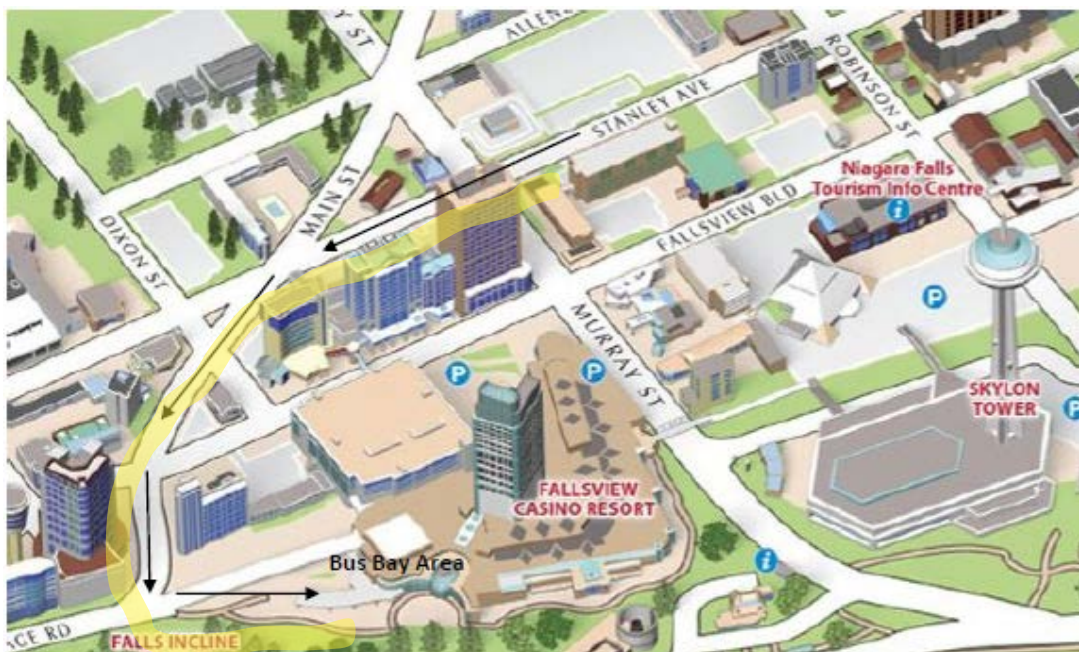 Y ST
ALLEN
STANLEY AVE
ROBINSON ST
Niagara Falls
Tourism Info Centre
i
MAIN ST
DIXON ST
FALLSVIEW BLD
P
MURRAY ST
P
P
SKYLON
TOWER
P
FALLSVIEW
CASINO RESORT
Bus Bay Area
i
CE RD
FALLS INCLINE